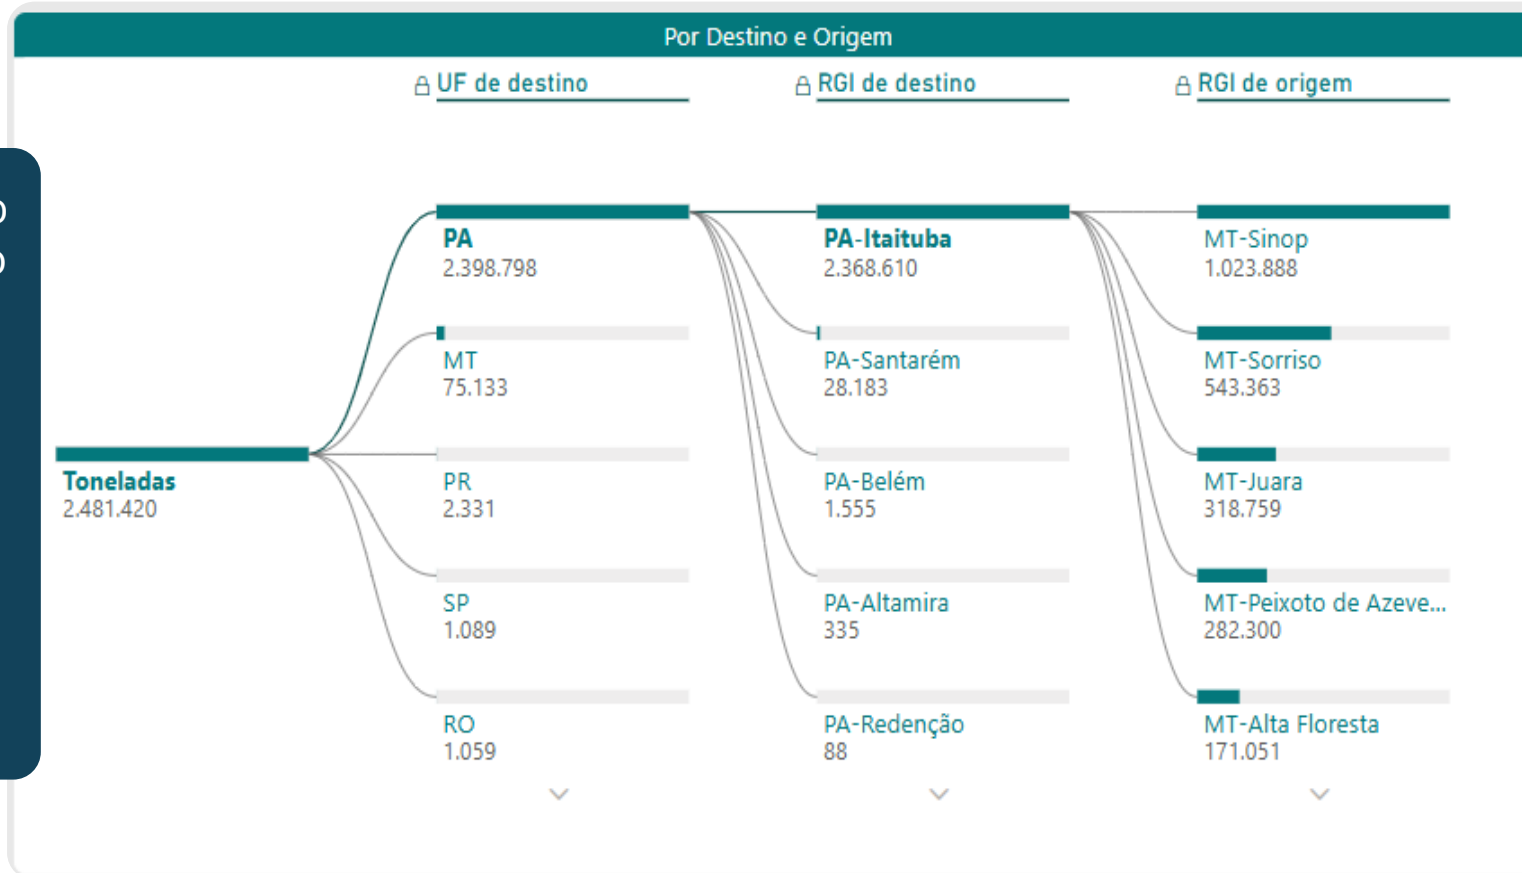 Por Destino e Origem
UF de destino
RGI de destino
RGI de origem
Toneladas
2.481.420
PA
2.398.798
MT
75.133
PR
2.331
SP
1.089
RO
1.059
PA-Itaituba
2.368.610
PA-Santarém
28.183
PA-Belém
1.555
PA-Altamira
335
PA-Redenção
88
MT-Sinop
1.023.888
MT-Sorriso
543.363
MT-Juara
318.759
MT-Peixoto de Azeve...
282.300
MT-Alta Floresta
171.051